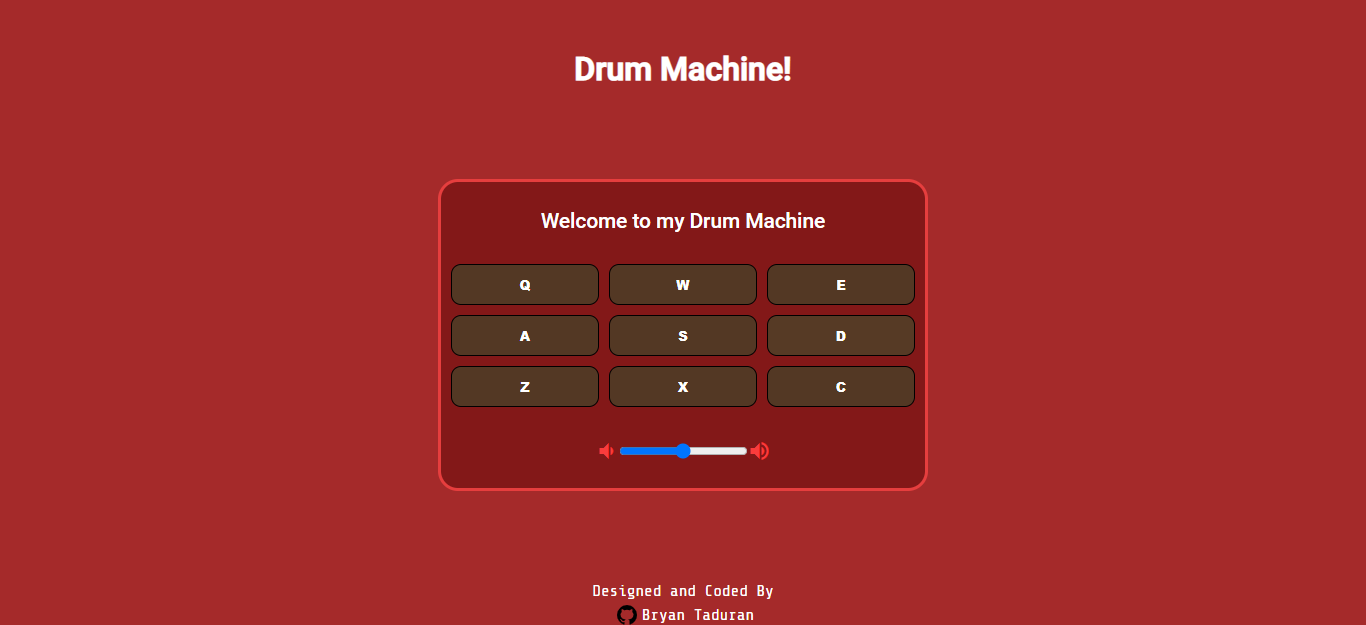 Drum Machine!
Welcome to my Drum Machine
Q W E
A S D
Z X C
Designed and Coded By
Bryan Taduran